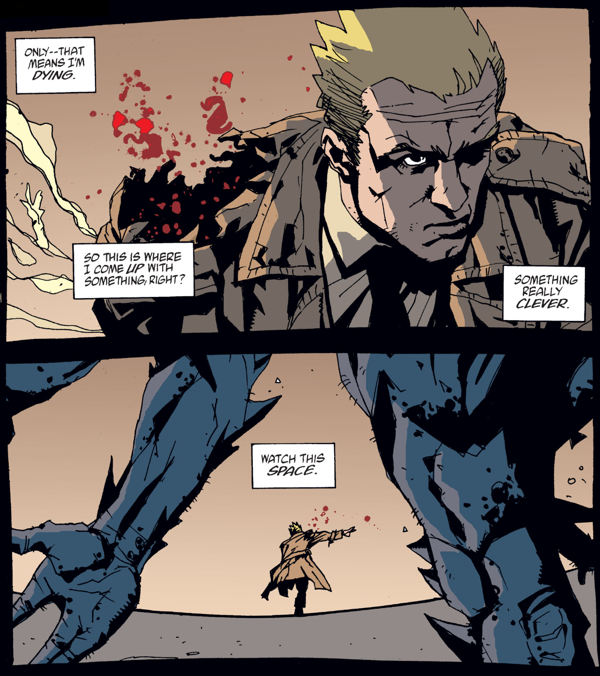 ONLY--THAT
MEANS I'M
DYING.
SO THIS IS WHERE
I COME UP WITH
SOMETHING, RIGHT?
SOMETHING
REALLY
CLEVER.
WATCH THIS
SPACE.